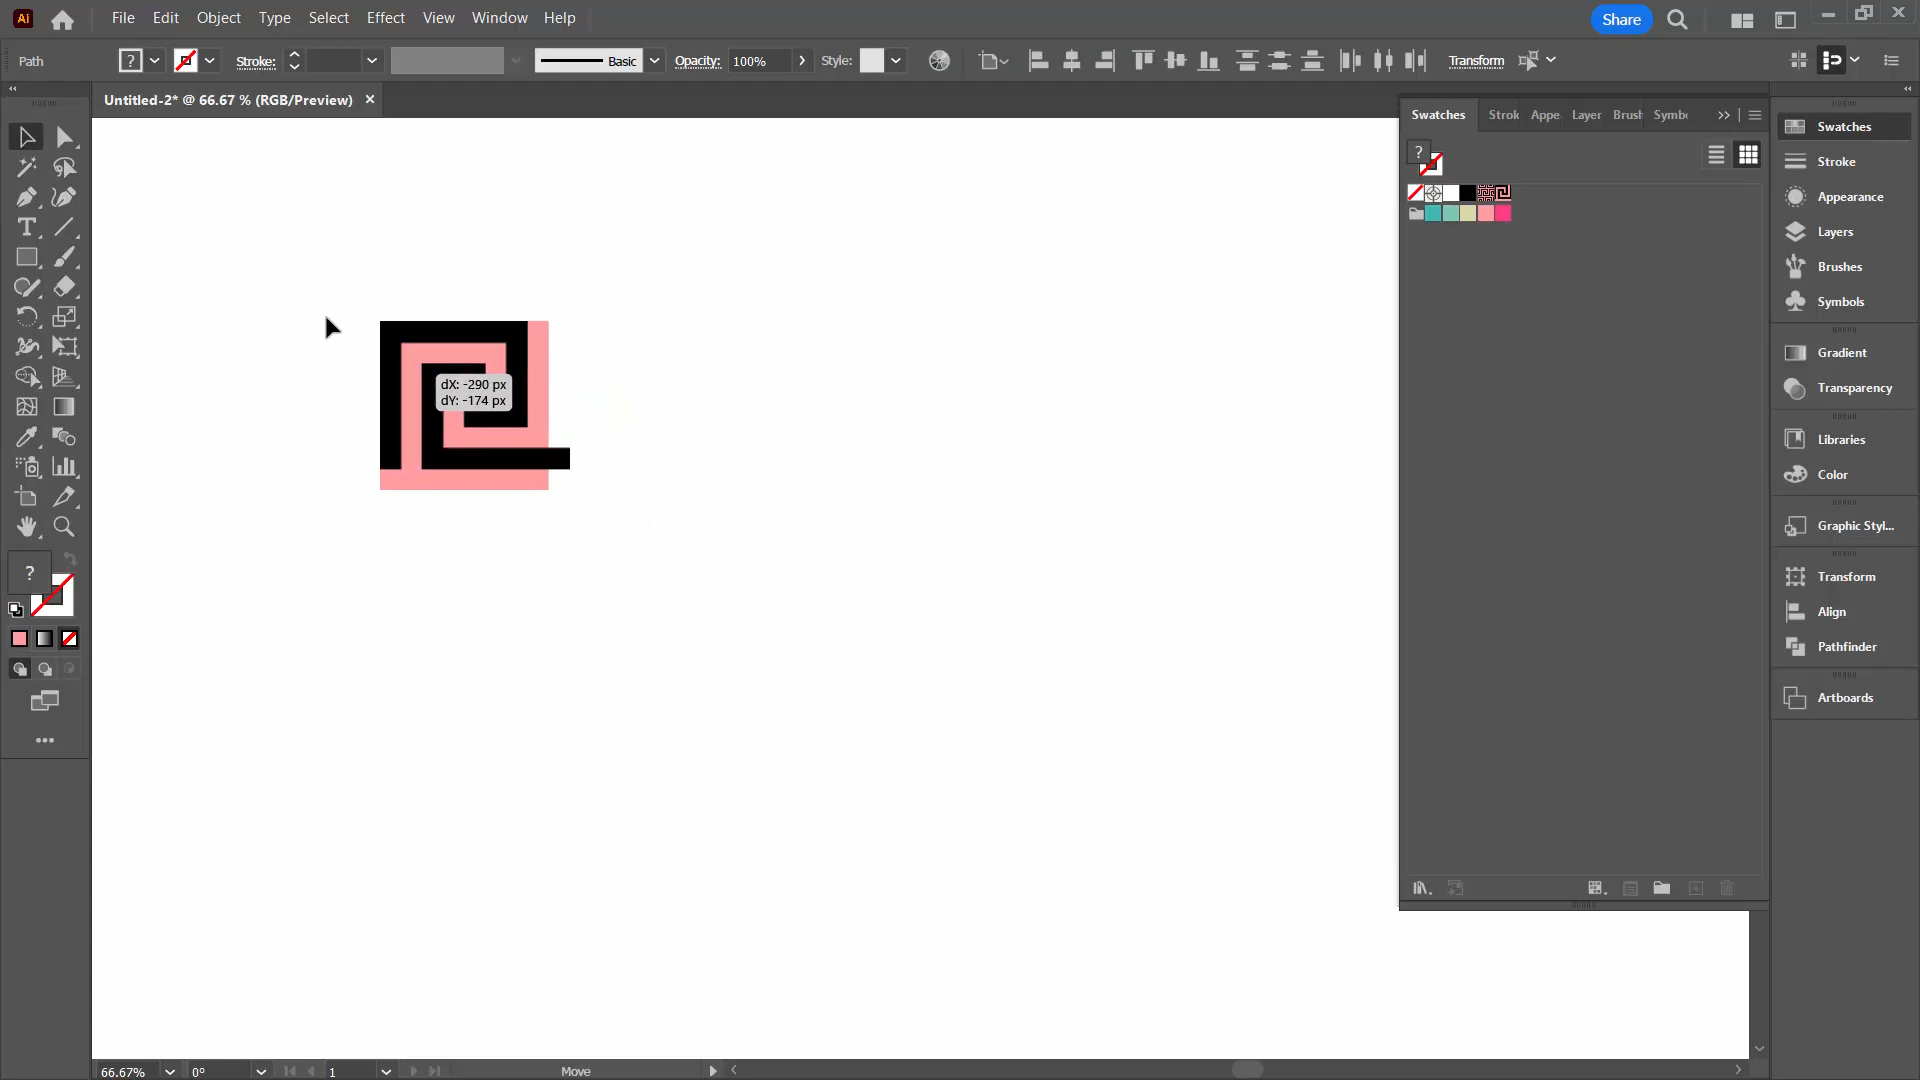 Ai File Edit Object Type Select Effect View Window Help Share
Path ? Stroke: Basic Opacity: 100% Style: Transform
Untitled-2* @ 66.67 % (RGB/Preview) ×
Swatches Strok Appe Layer Brush Symbo
?
Swatches
Stroke
Appearance
Layers
Brushes
Symbols
Gradient
Transparency
Libraries
Color
Graphic Styl...
Transform
Align
Pathfinder
Artboards
dX: -290 px
dY: -174 px
T
?
66.67% 0° 1 Move